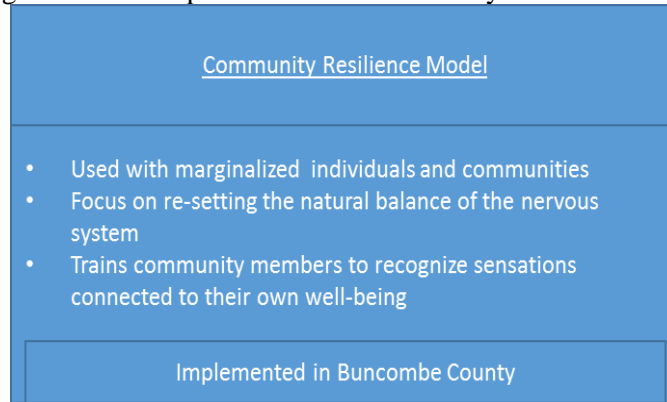 Community Resilience Model
• Used with marginalized individuals and communities
• Focus on re-setting the natural balance of the nervous
system
• Trains community members to recognize sensations
connected to their own well-being
Implemented in Buncombe County